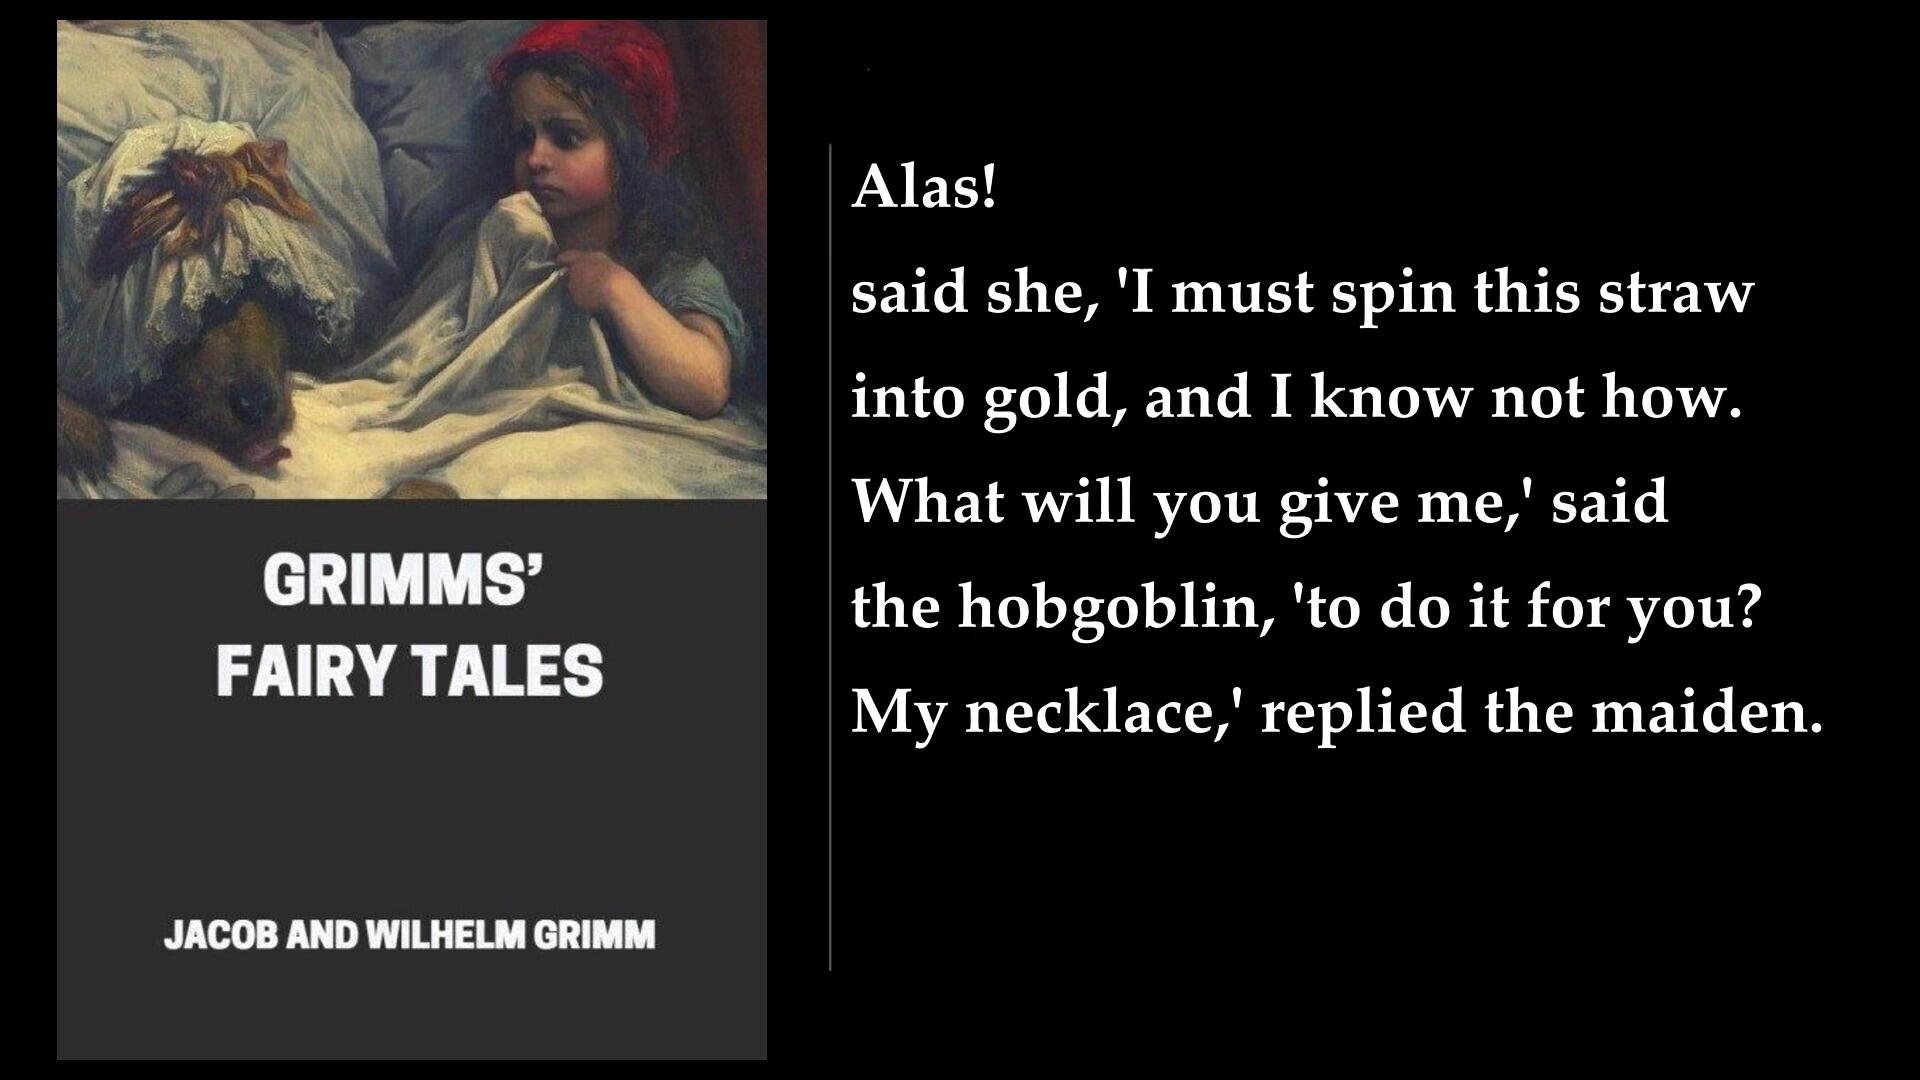 GRIMMS’
FAIRY TALES
JACOB AND WILHELM GRIMM
Alas!
said she, 'I must spin this straw
into gold, and I know not how.
What will you give me,' said
the hobgoblin, 'to do it for you?
My necklace,' replied the maiden.